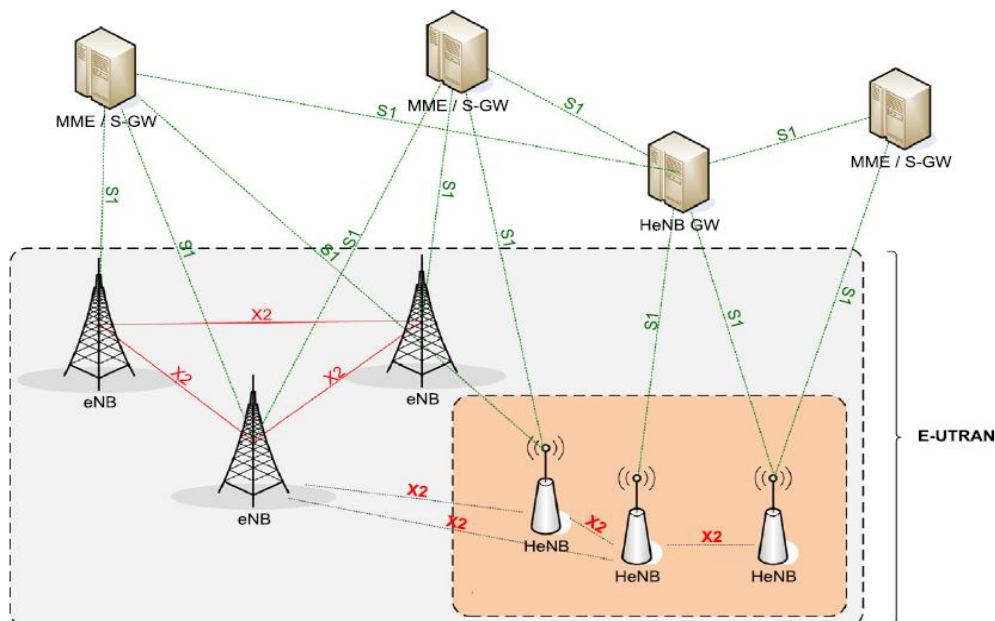 MME / S-GW
MME / S-GW
MME / S-GW
HeNB GW
S1
S1
S1
S1
S1
S1
S1
S1
S1
S1
S1
S1
X2
X2
X2
eNB
eNB
eNB
E-UTRAN
X2
X2
X2
X2
HeNB
HeNB
HeNB